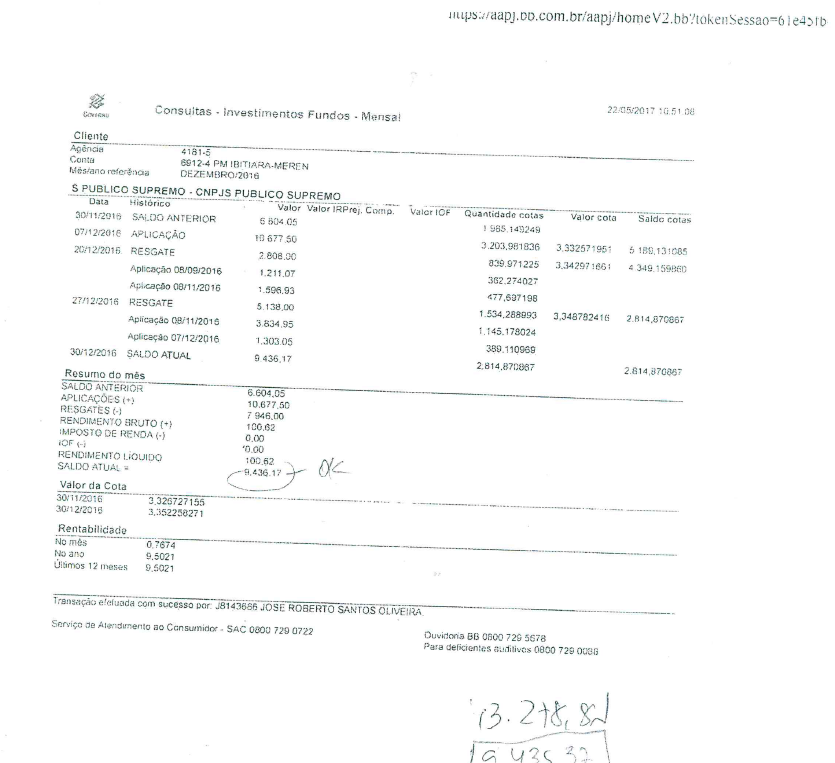 https://aapj.bb.com.br/aapj/homeV2.bb?tokenSessao=61e45fb
GOVERNO
Consultas - Investimentos Fundos - Mensal
22/05/2017 10:51:08
Cliente
Agência 4181-5
Conta 6912-4 PM IBITIARA-MEREN
Mês/ano referência DEZEMBRO/2016
S PUBLICO SUPREMO - CNPJS PUBLICO SUPREMO
Data Histórico Valor Valor IRPrej. Comp. Valor IOF Quantidade cotas Valor cota Saldo cotas
30/11/2016 SALDO ANTERIOR 6.604,05 1.985,149249
07/12/2016 APLICAÇÃO 10.677,50 3.203,981836 3,332571951 5.189,131085
20/12/2016 RESGATE 2.808,00 839,971225 3,342971661 4.349,159860
Aplicação 08/09/2016 1.211,07 362,274027
Aplicação 08/11/2016 1.596,93 477,697198
27/12/2016 RESGATE 5.138,00 1.534,288993 3,348782416 2.814,870867
Aplicação 08/11/2016 3.834,95 1.145,178024
Aplicação 07/12/2016 1.303,05 389,110969
30/12/2016 SALDO ATUAL 9.436,17 2.814,870867 2.814,870867
Resumo do mês
SALDO ANTERIOR 6.604,05
APLICAÇÕES (+) 10.677,50
RESGATES (-) 7.946,00
RENDIMENTO BRUTO (+) 100,62
IMPOSTO DE RENDA (-) 0,00
IOF (-) 0,00
RENDIMENTO LÍQUIDO 100,62
SALDO ATUAL = 9.436,17 OK
Valor da Cota
30/11/2016 3,326727155
30/12/2016 3,352258271
Rentabilidade
No mês 0,7674
No ano 9,5021
Últimos 12 meses 9,5021
Transação efetuada com sucesso por: J8143686 JOSE ROBERTO SANTOS OLIVEIRA
Serviço de Atendimento ao Consumidor - SAC 0800 729 0722
Ouvidoria BB 0800 729 5678
Para deficientes auditivos 0800 729 0088